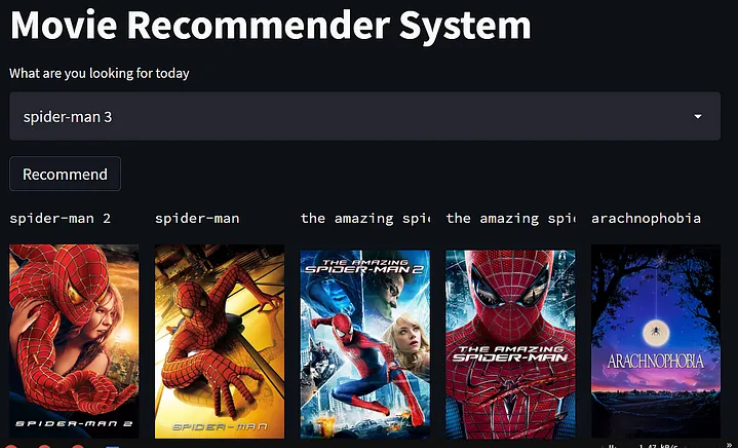 Movie Recommender System
What are you looking for today
spider-man 3
Recommend
spider-man 2
spider-man
the amazing spi
the amazing spi
arachnophobia
SPIDER-MAN 2
SPIDER-MAN
THE AMAZING
SPIDER-MAN 2
THE AMAZING
SPIDER-MAN
ARACHNOPHOBIA